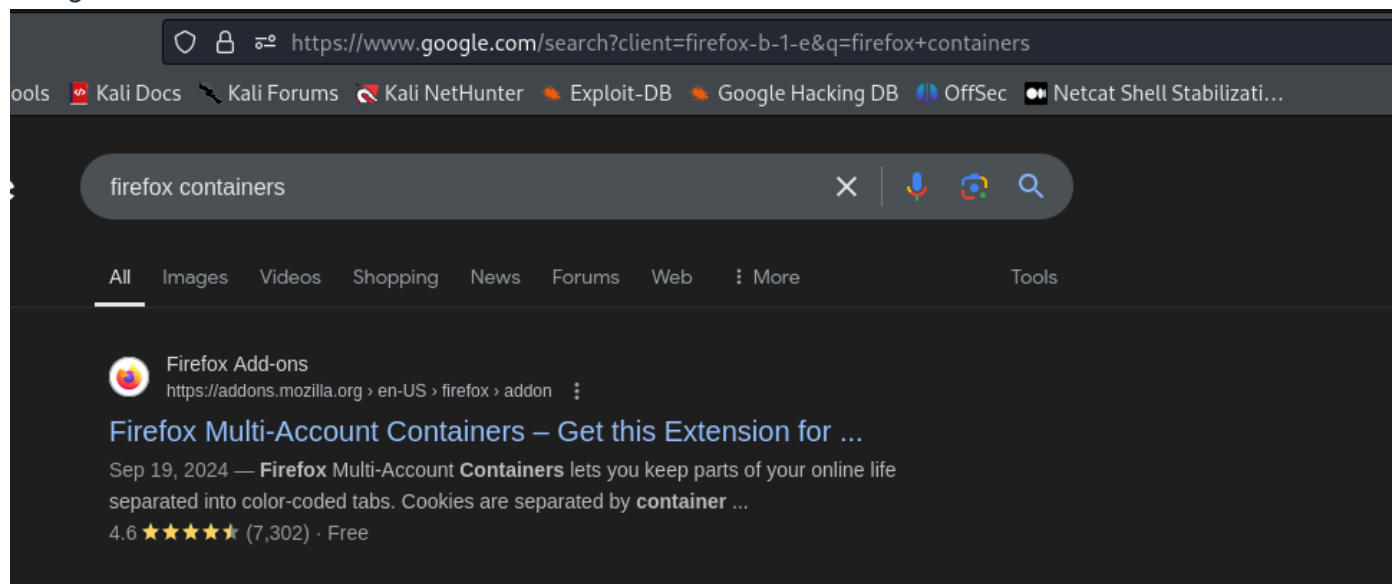 https://www.google.com/search?client=firefox-b-1-e&q=firefox+containers
ools Kali Docs Kali Forums Kali NetHunter Exploit-DB Google Hacking DB OffSec Netcat Shell Stabilizati…
firefox containers
All Images Videos Shopping News Forums Web More Tools
Firefox Add-ons
https://addons.mozilla.org › en-US › firefox › addon
Firefox Multi-Account Containers – Get this Extension for ...
Sep 19, 2024 — Firefox Multi-Account Containers lets you keep parts of your online life
separated into color-coded tabs. Cookies are separated by container ...
4.6 (7,302) · Free